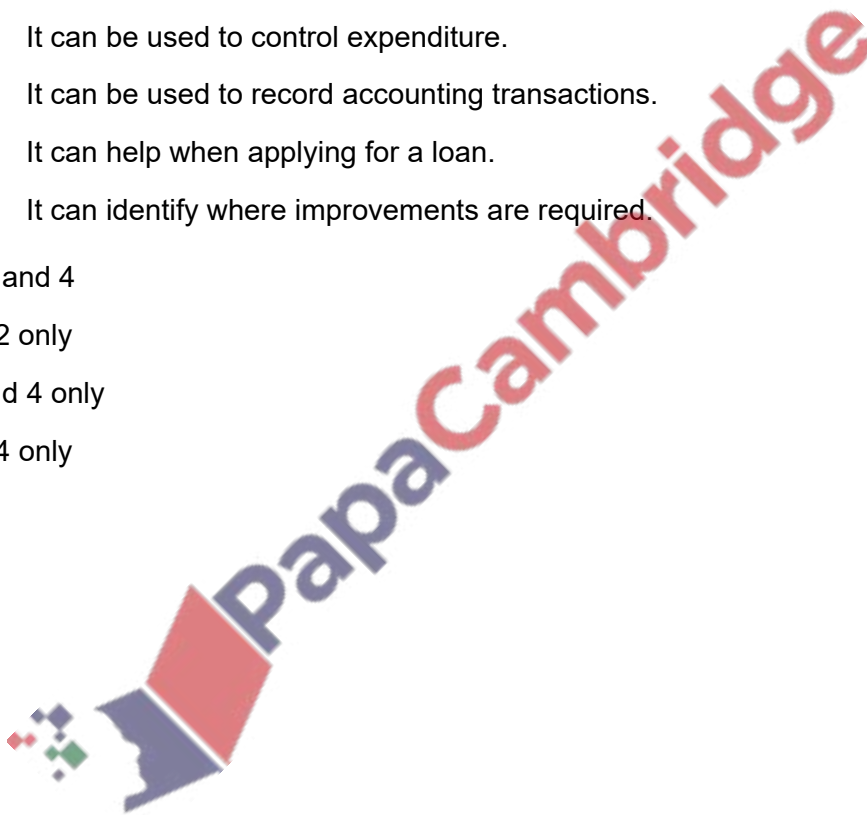 It can be used to control expenditure.
It can be used to record accounting transactions.
It can help when applying for a loan.
It can identify where improvements are required.
and 4
2 only
d 4 only
4 only
PapaCambridge